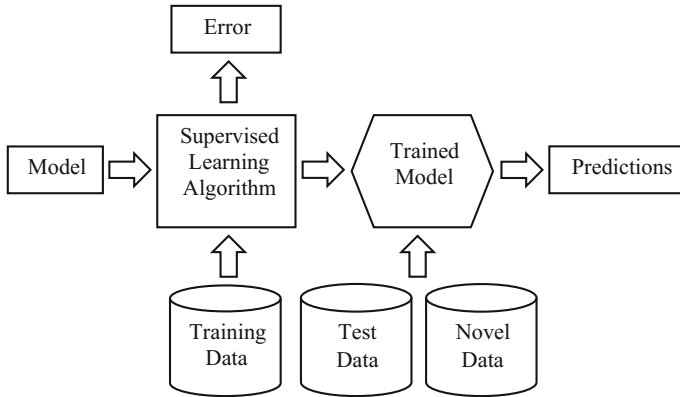 Error
Model
Supervised
Learning
Algorithm
Trained
Model
Predictions
Training
Data
Test
Data
Novel
Data